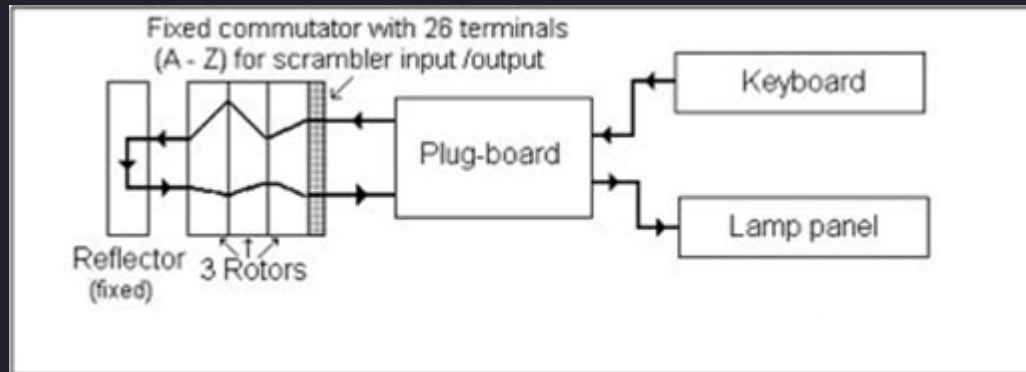 Fixed commutator with 26 terminals
(A - Z) for scrambler input /output
Keyboard
Plug-board
Lamp panel
Reflector
(fixed)
3 Rotors